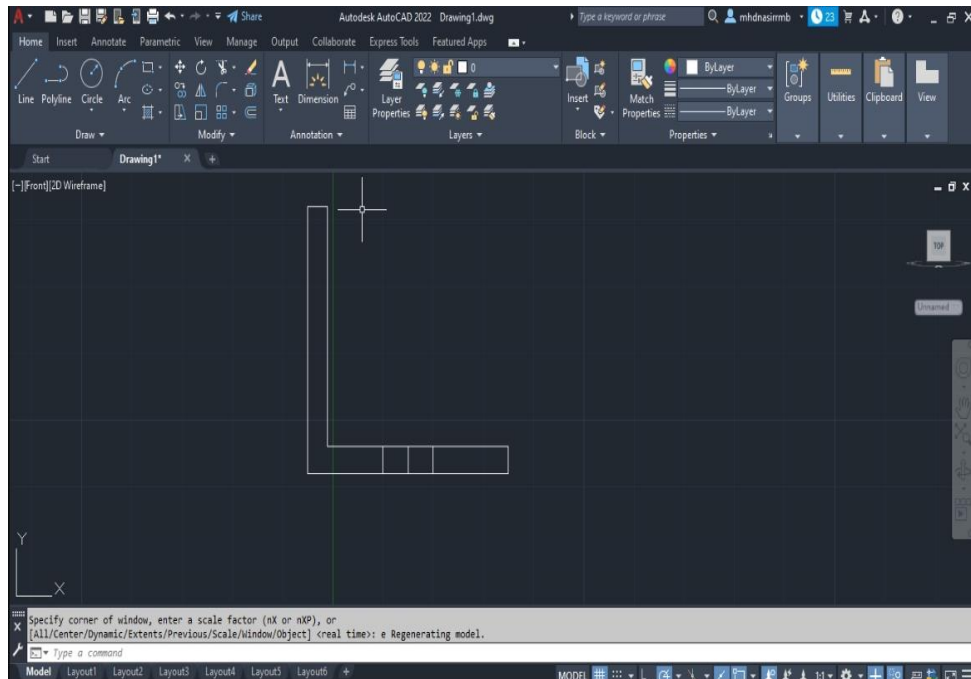 Share Autodesk AutoCAD 2022 Drawing1.dwg Type a keyword or phrase mhdnasirmb 23
Home Insert Annotate Parametric View Manage Output Collaborate Express Tools Featured Apps
0 ByLayer
Line Polyline Circle Arc Text Dimension Layer Properties Insert Match Properties ByLayer ByLayer Groups Utilities Clipboard View
Draw Modify Annotation Layers Block Properties
Start Drawing1* +
[-][Front][2D Wireframe]
TOP
Unnamed
Y
X
Specify corner of window, enter a scale factor (nX or nXP), or
[All/Center/Dynamic/Extents/Previous/Scale/Window/Object] <real time>: e Regenerating model.
Type a command
Model Layout1 Layout2 Layout3 Layout4 Layout5 Layout6 + MODEL 1:1